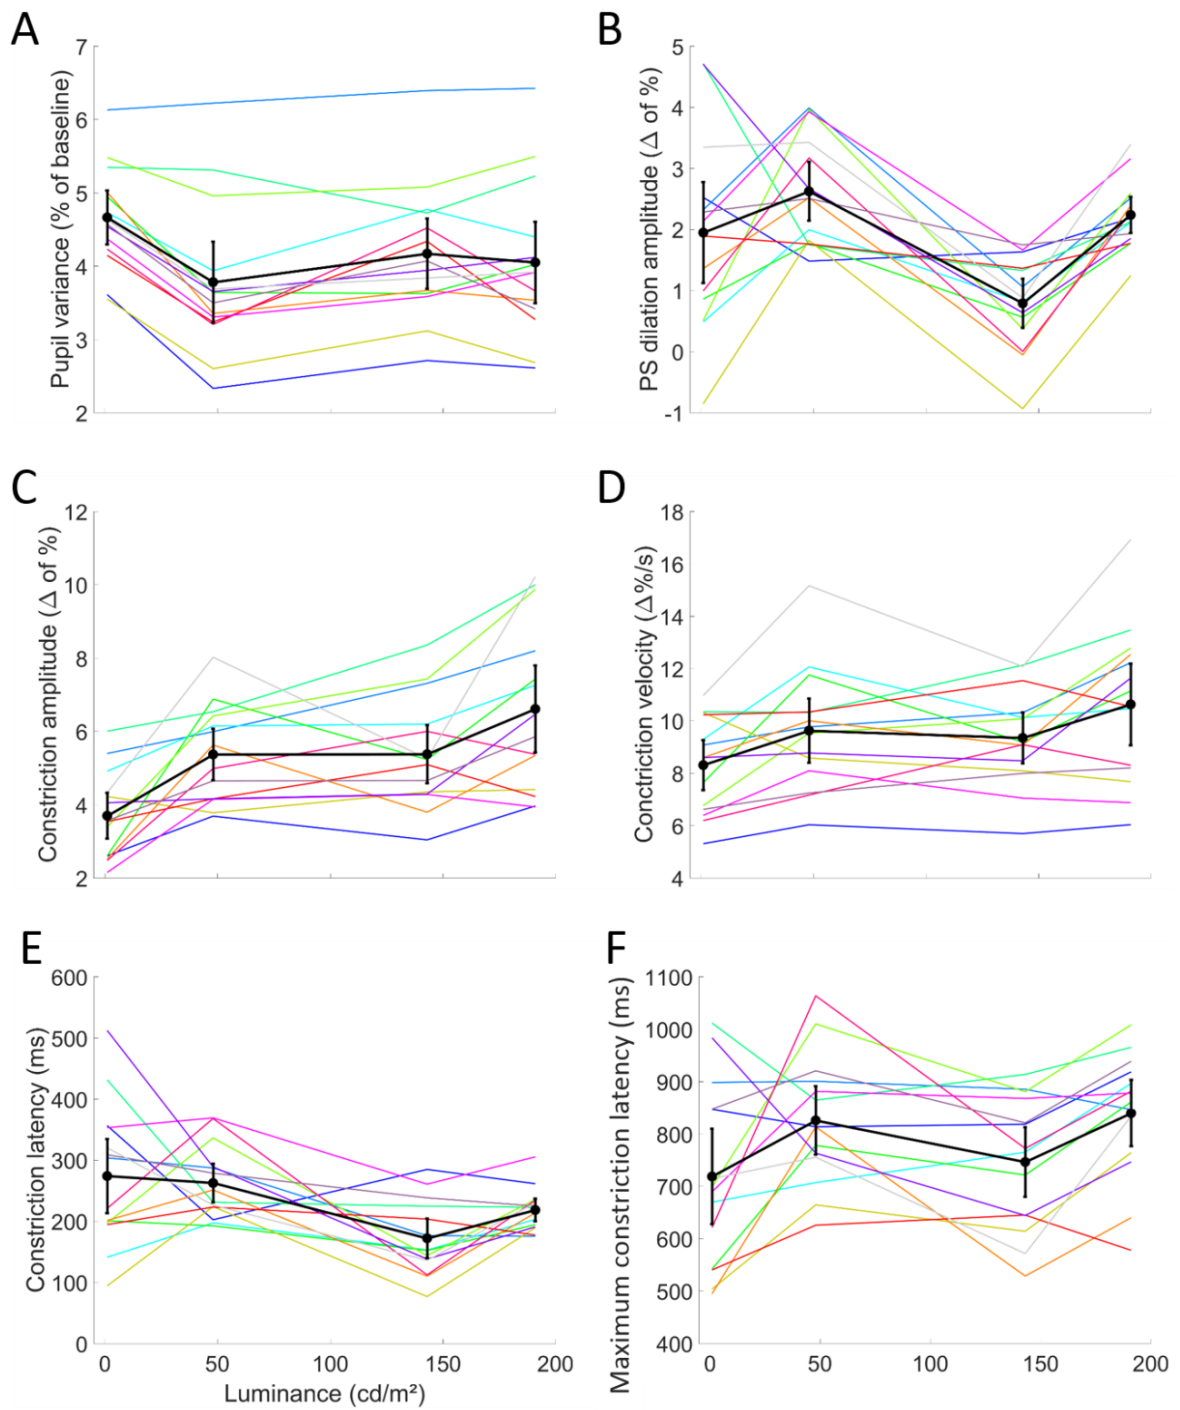 A
B
7
6
5
4
3
2
Pupil variance (% of baseline)
5
4
3
2
1
0
-1
PS dilation amplitude (Δ of %)
C
D
12
10
8
6
4
2
Constriction amplitude (Δ of %)
18
16
14
12
10
8
6
4
Conctriction velocity (Δ%/s)
E
F
600
500
400
300
200
100
0
Constriction latency (ms)
0 50 100 150 200
Luminance (cd/m²)
1100
1000
900
800
700
600
500
400
Maximum constriction latency (ms)
0 50 100 150 200